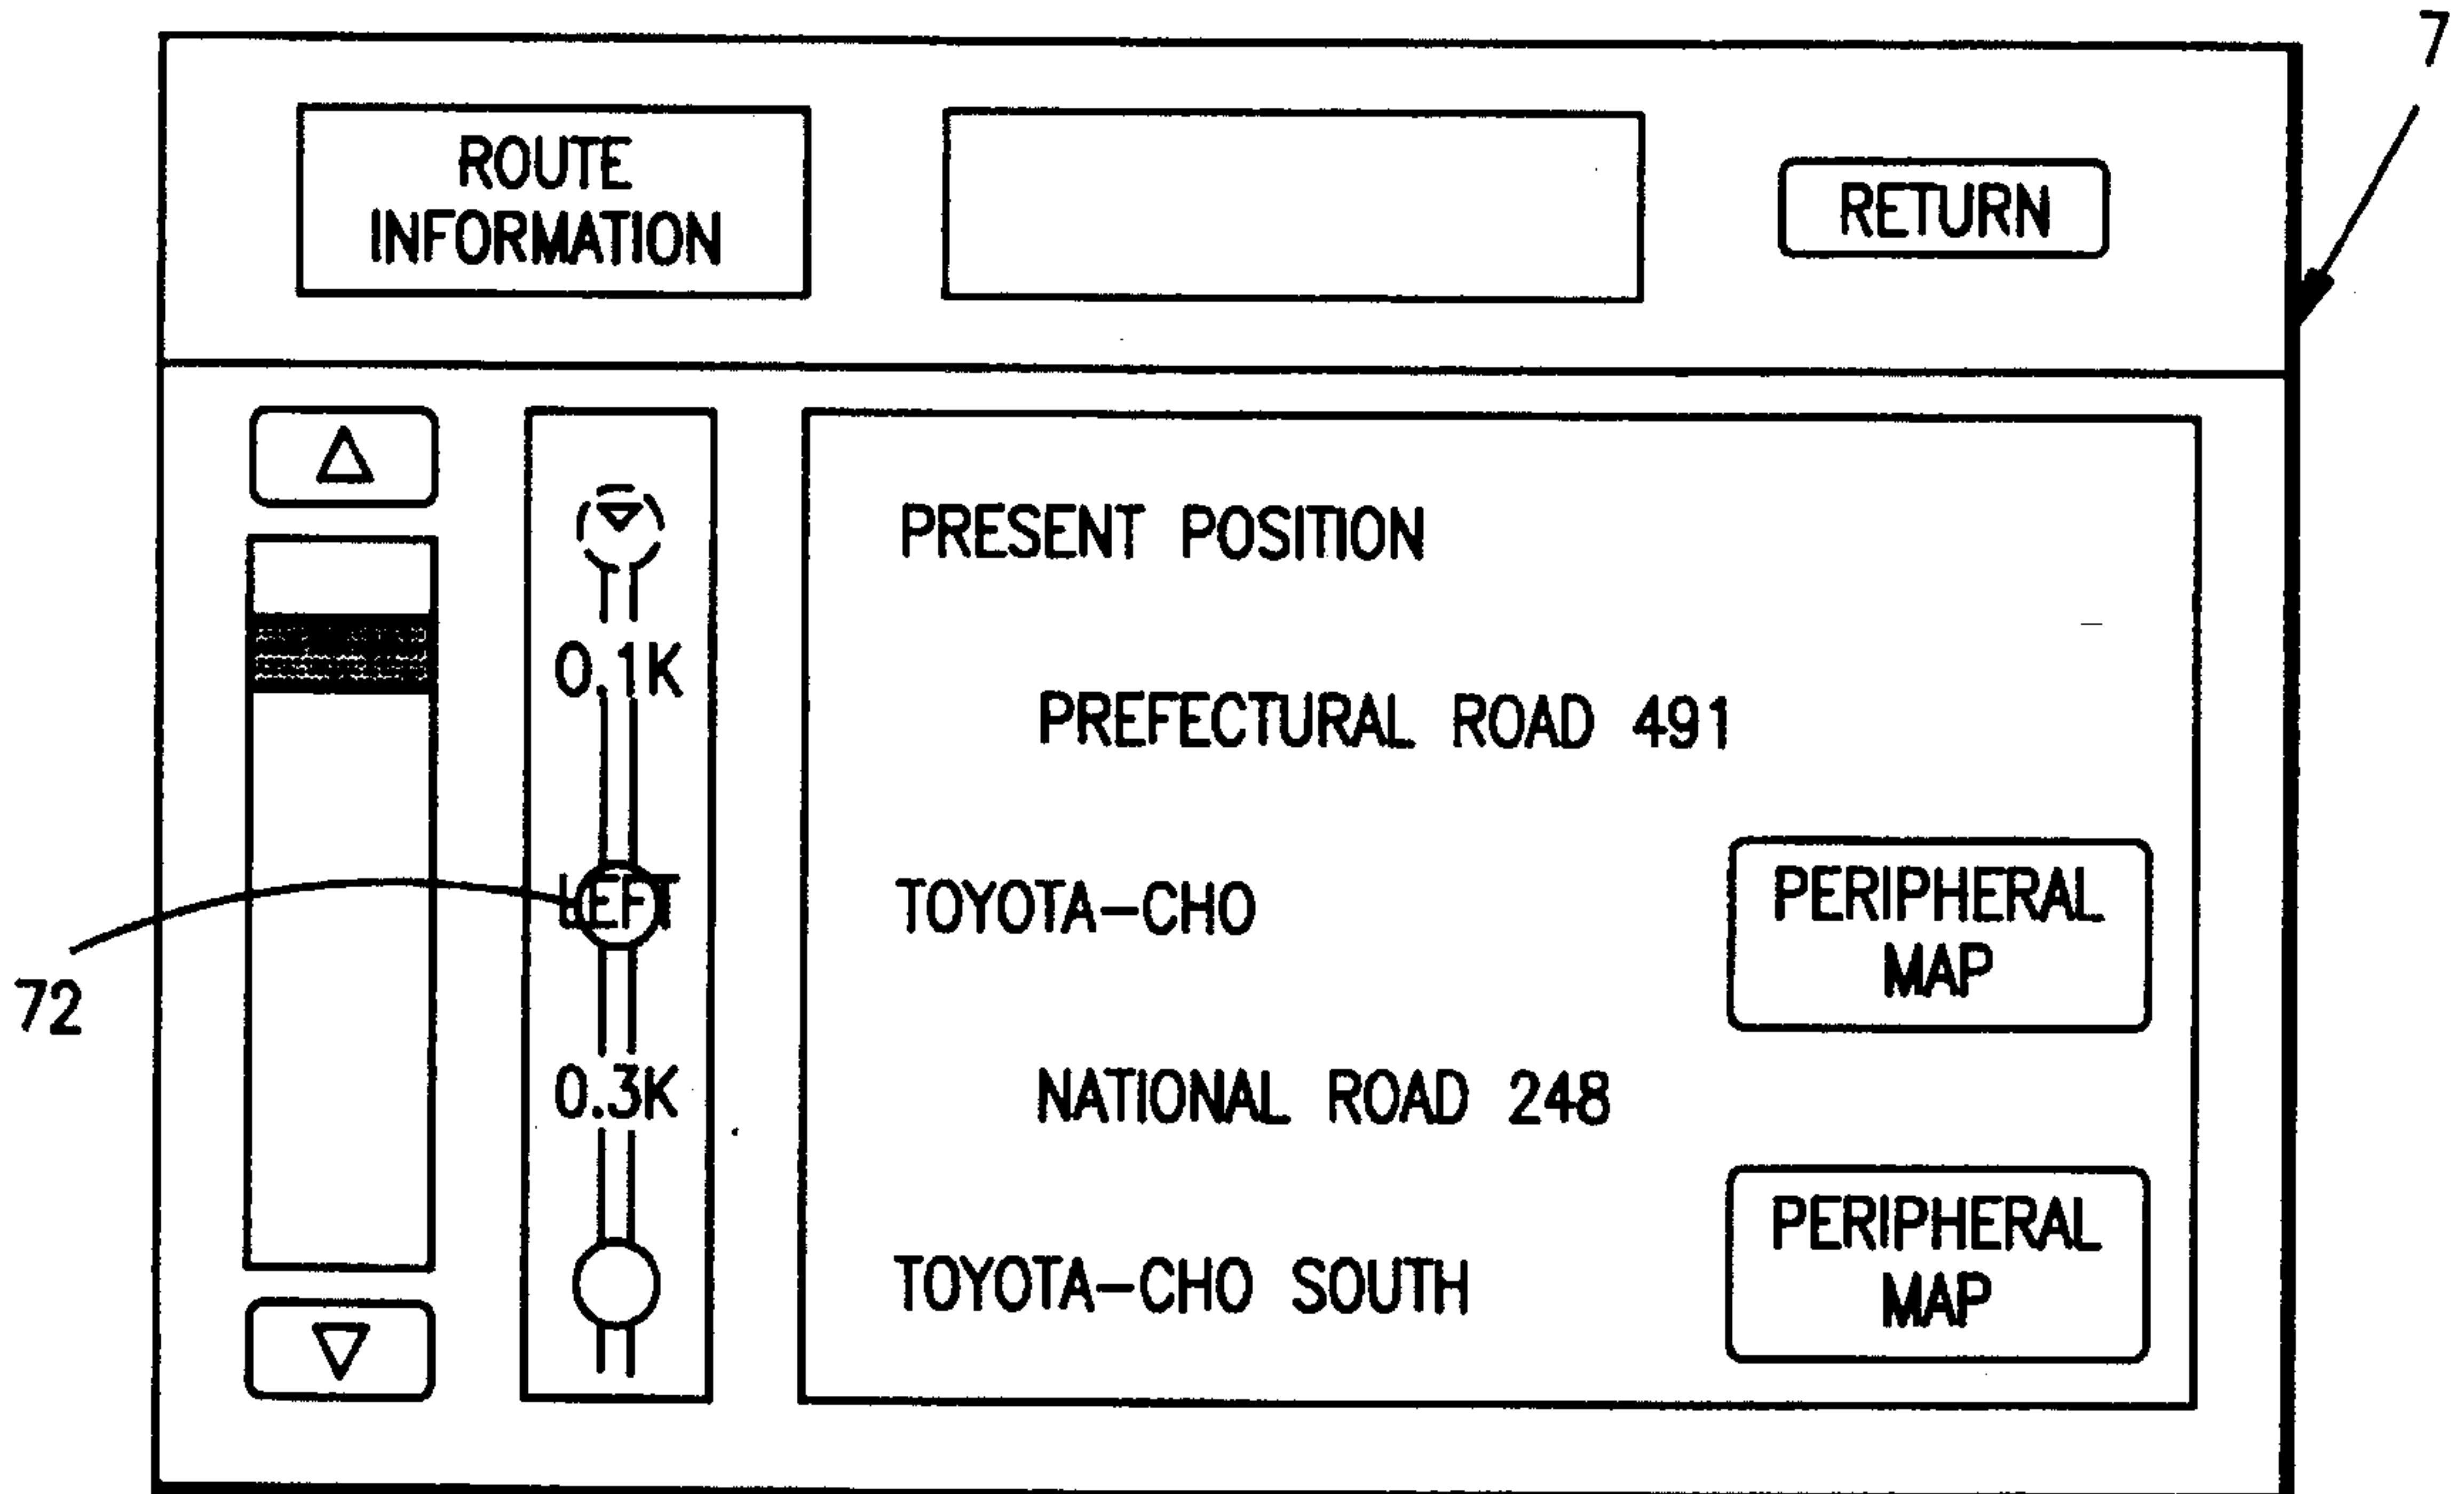 7
ROUTE
INFORMATION
RETURN
PRESENT POSITION
0.1K
PREFECTURAL ROAD 491
LEFT
TOYOTA-CHO
PERIPHERAL
MAP
72
0.3K
NATIONAL ROAD 248
TOYOTA-CHO SOUTH
PERIPHERAL
MAP